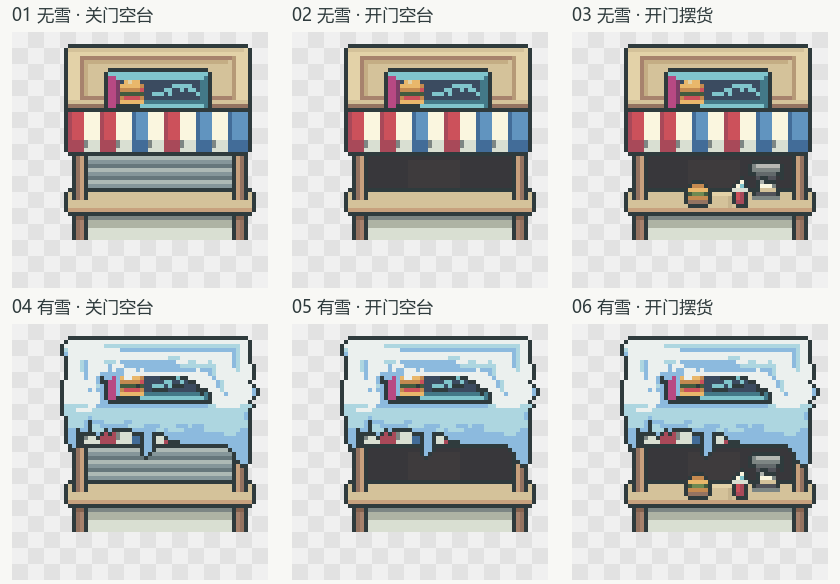 01 无雪 · 关门空台
02 无雪 · 开门空台
03 无雪 · 开门摆货
04 有雪 · 关门空台
05 有雪 · 开门空台
06 有雪 · 开门摆货